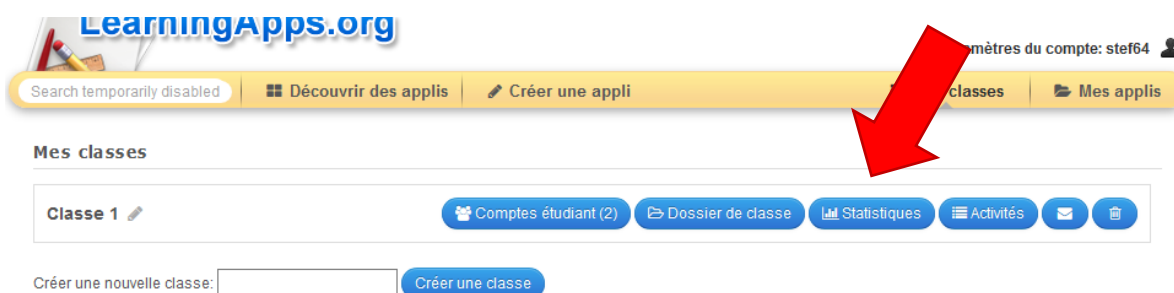 LearningApps.org
mètres du compte: stef64
Search temporarily disabled Découvrir des applis Créer une appli classes Mes applis
Mes classes
Classe 1 Comptes étudiant (2) Dossier de classe Statistiques Activités
Créer une nouvelle classe: Créer une classe